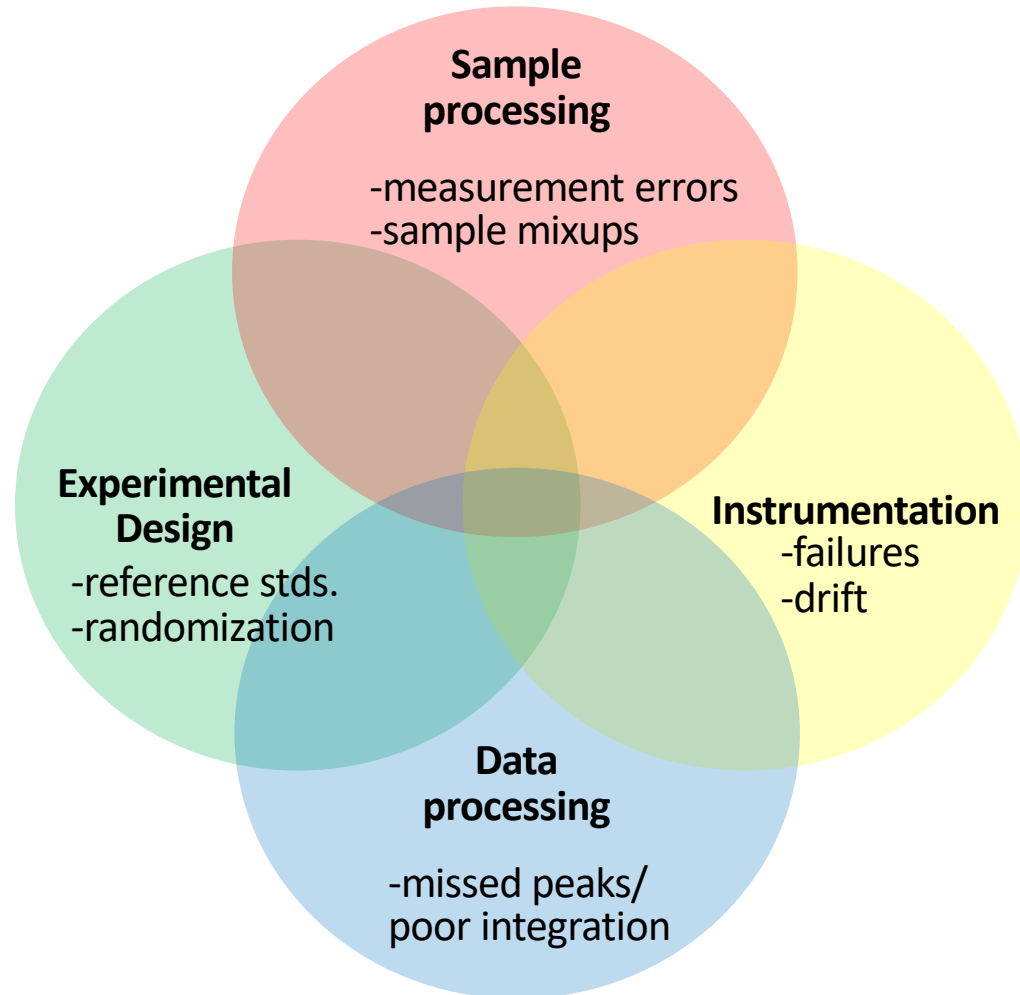 Sample
processing
-measurement errors
-sample mixups
Experimental
Design
-reference stds.
-randomization
Instrumentation
-failures
-drift
Data
processing
-missed peaks/
poor integration